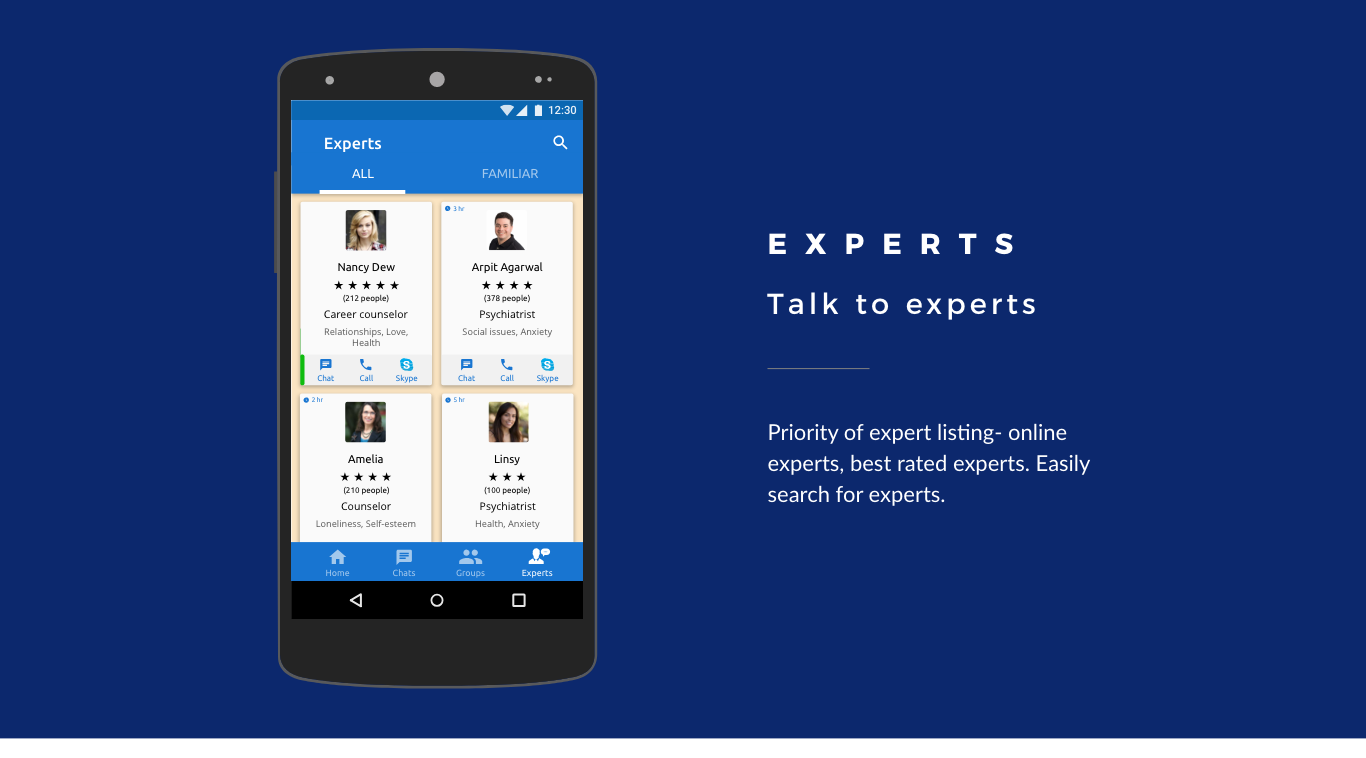 12:30
Experts
ALL
FAMILIAR
Nancy Dew
★ ★ ★ ★ ★
(212 people)
Career counselor
Relationships, Love,
Health
Chat Call Skype
3 hr
Arpit Agarwal
★ ★ ★ ★
(378 people)
Psychiatrist
Social issues, Anxiety
Chat Call Skype
2 hr
Amelia
★ ★ ★ ★
(210 people)
Counselor
Loneliness, Self-esteem
5 hr
Linsy
★ ★ ★
(100 people)
Psychiatrist
Health, Anxiety
Home Chats Groups Experts
EXPERTS
Talk to experts
Priority of expert listing- online
experts, best rated experts. Easily
search for experts.